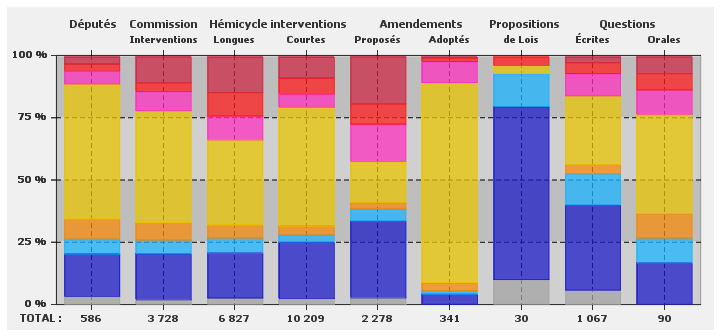 Députés Commission Hémicycle interventions Amendements Propositions Questions
Interventions Longues Courtes Proposés Adoptés de Lois Écrites Orales
100 %
75 %
50 %
25 %
0 %
TOTAL : 586 3 728 6 827 10 209 2 278 341 30 1 067 90